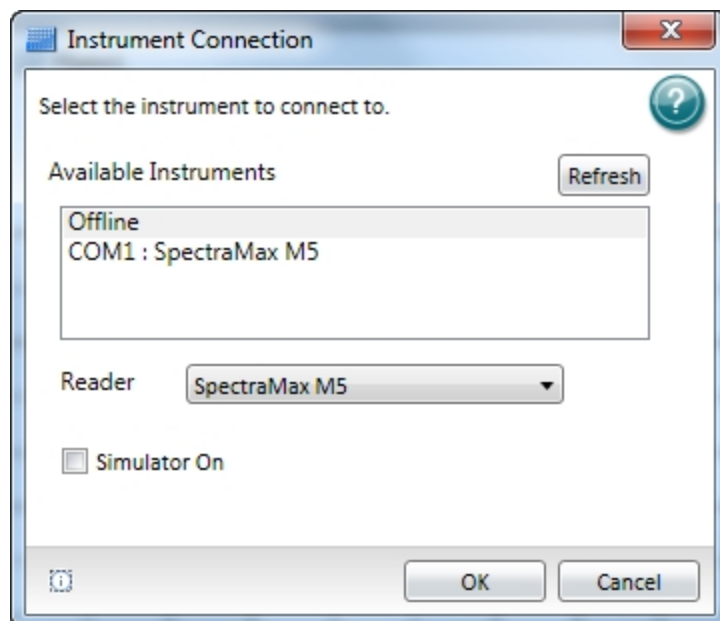 Instrument Connection
Select the instrument to connect to.
?
Available Instruments
Refresh
Offline
COM1 : SpectraMax M5
Reader
SpectraMax M5
Simulator On
OK
Cancel